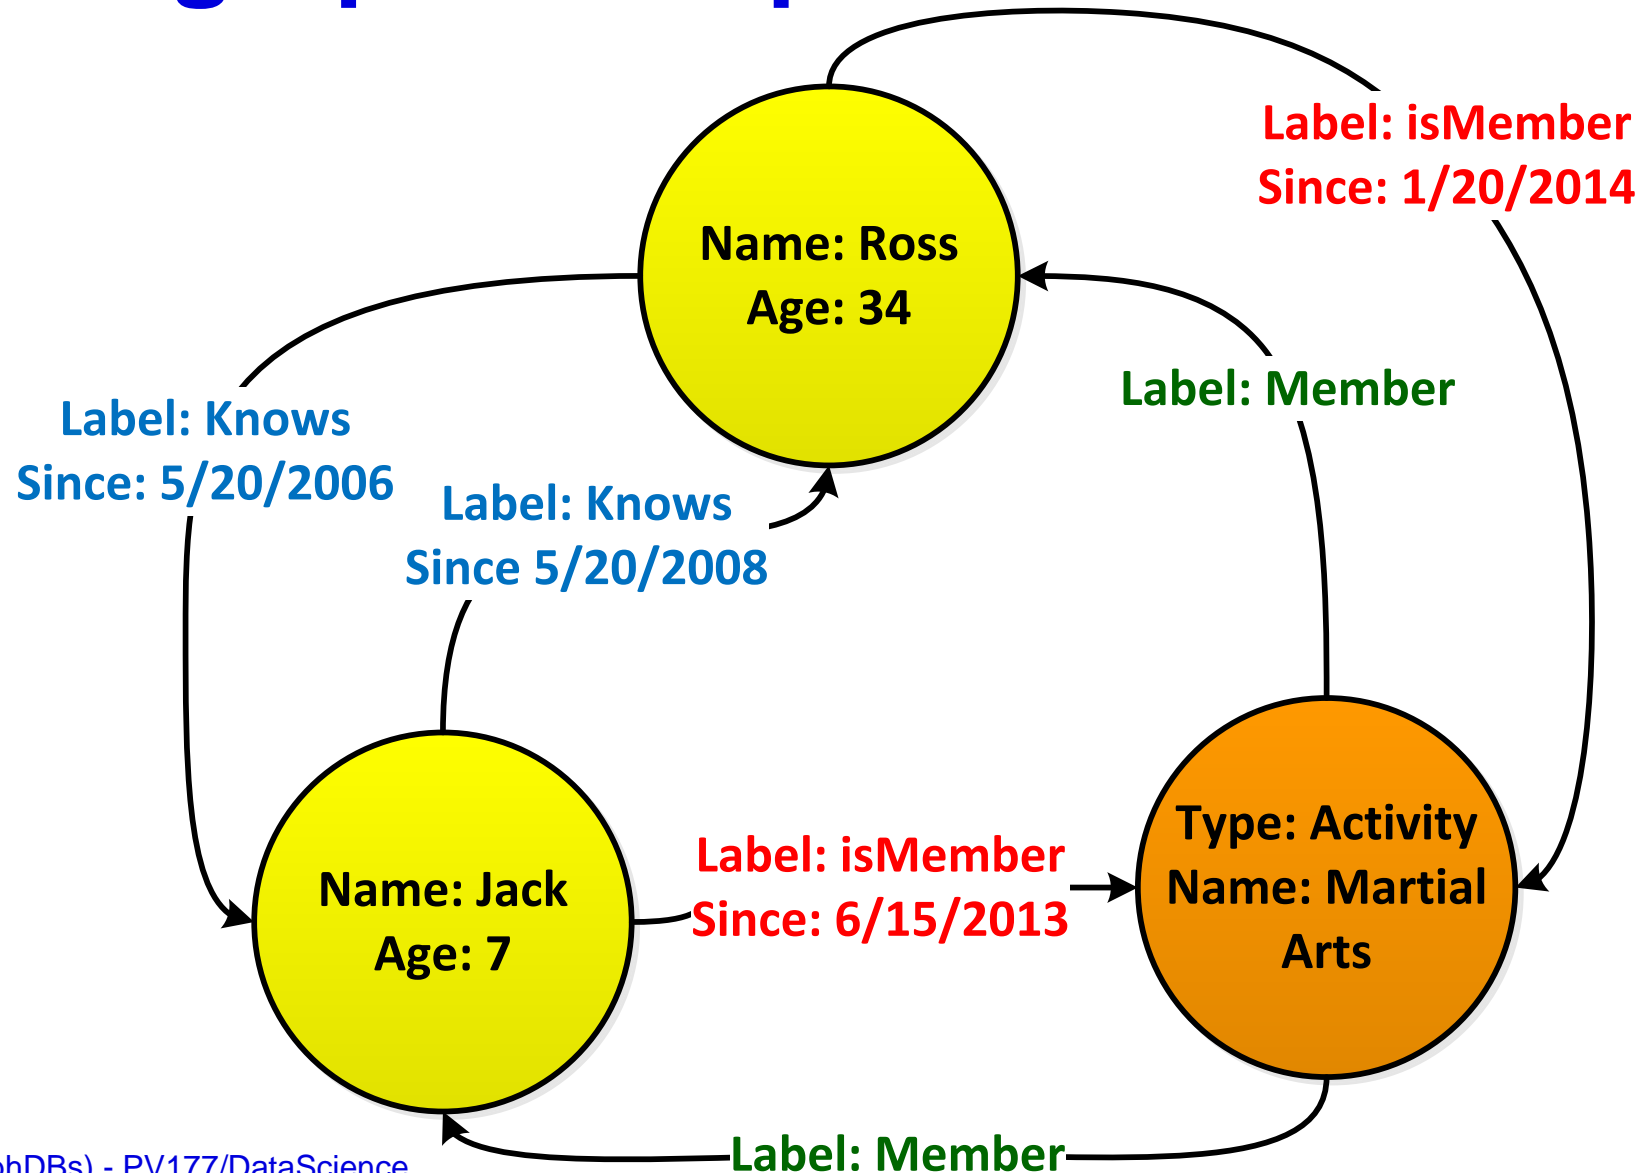 Label: isMember
Since: 1/20/2014
Name: Ross
Age: 34
Label: Member
Label: Knows
Since: 5/20/2006
Label: Knows
Since 5/20/2008
Type: Activity
Name: Martial
Arts
Label: isMember
Since: 6/15/2013
Name: Jack
Age: 7
Label: Member
- PV177/DataScience